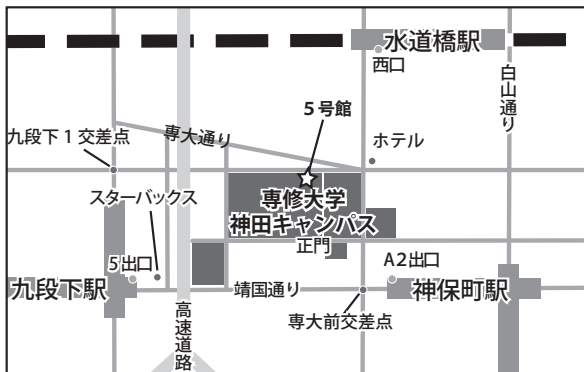 水道橋駅
西口
白山通り
5号館
専大通り
ホテル
九段下1交差点
スターバックス
専修大学
神田キャンパス
正門
5出口
A2出口
九段下駅
靖国通り
神保町駅
専大前交差点
高速道路